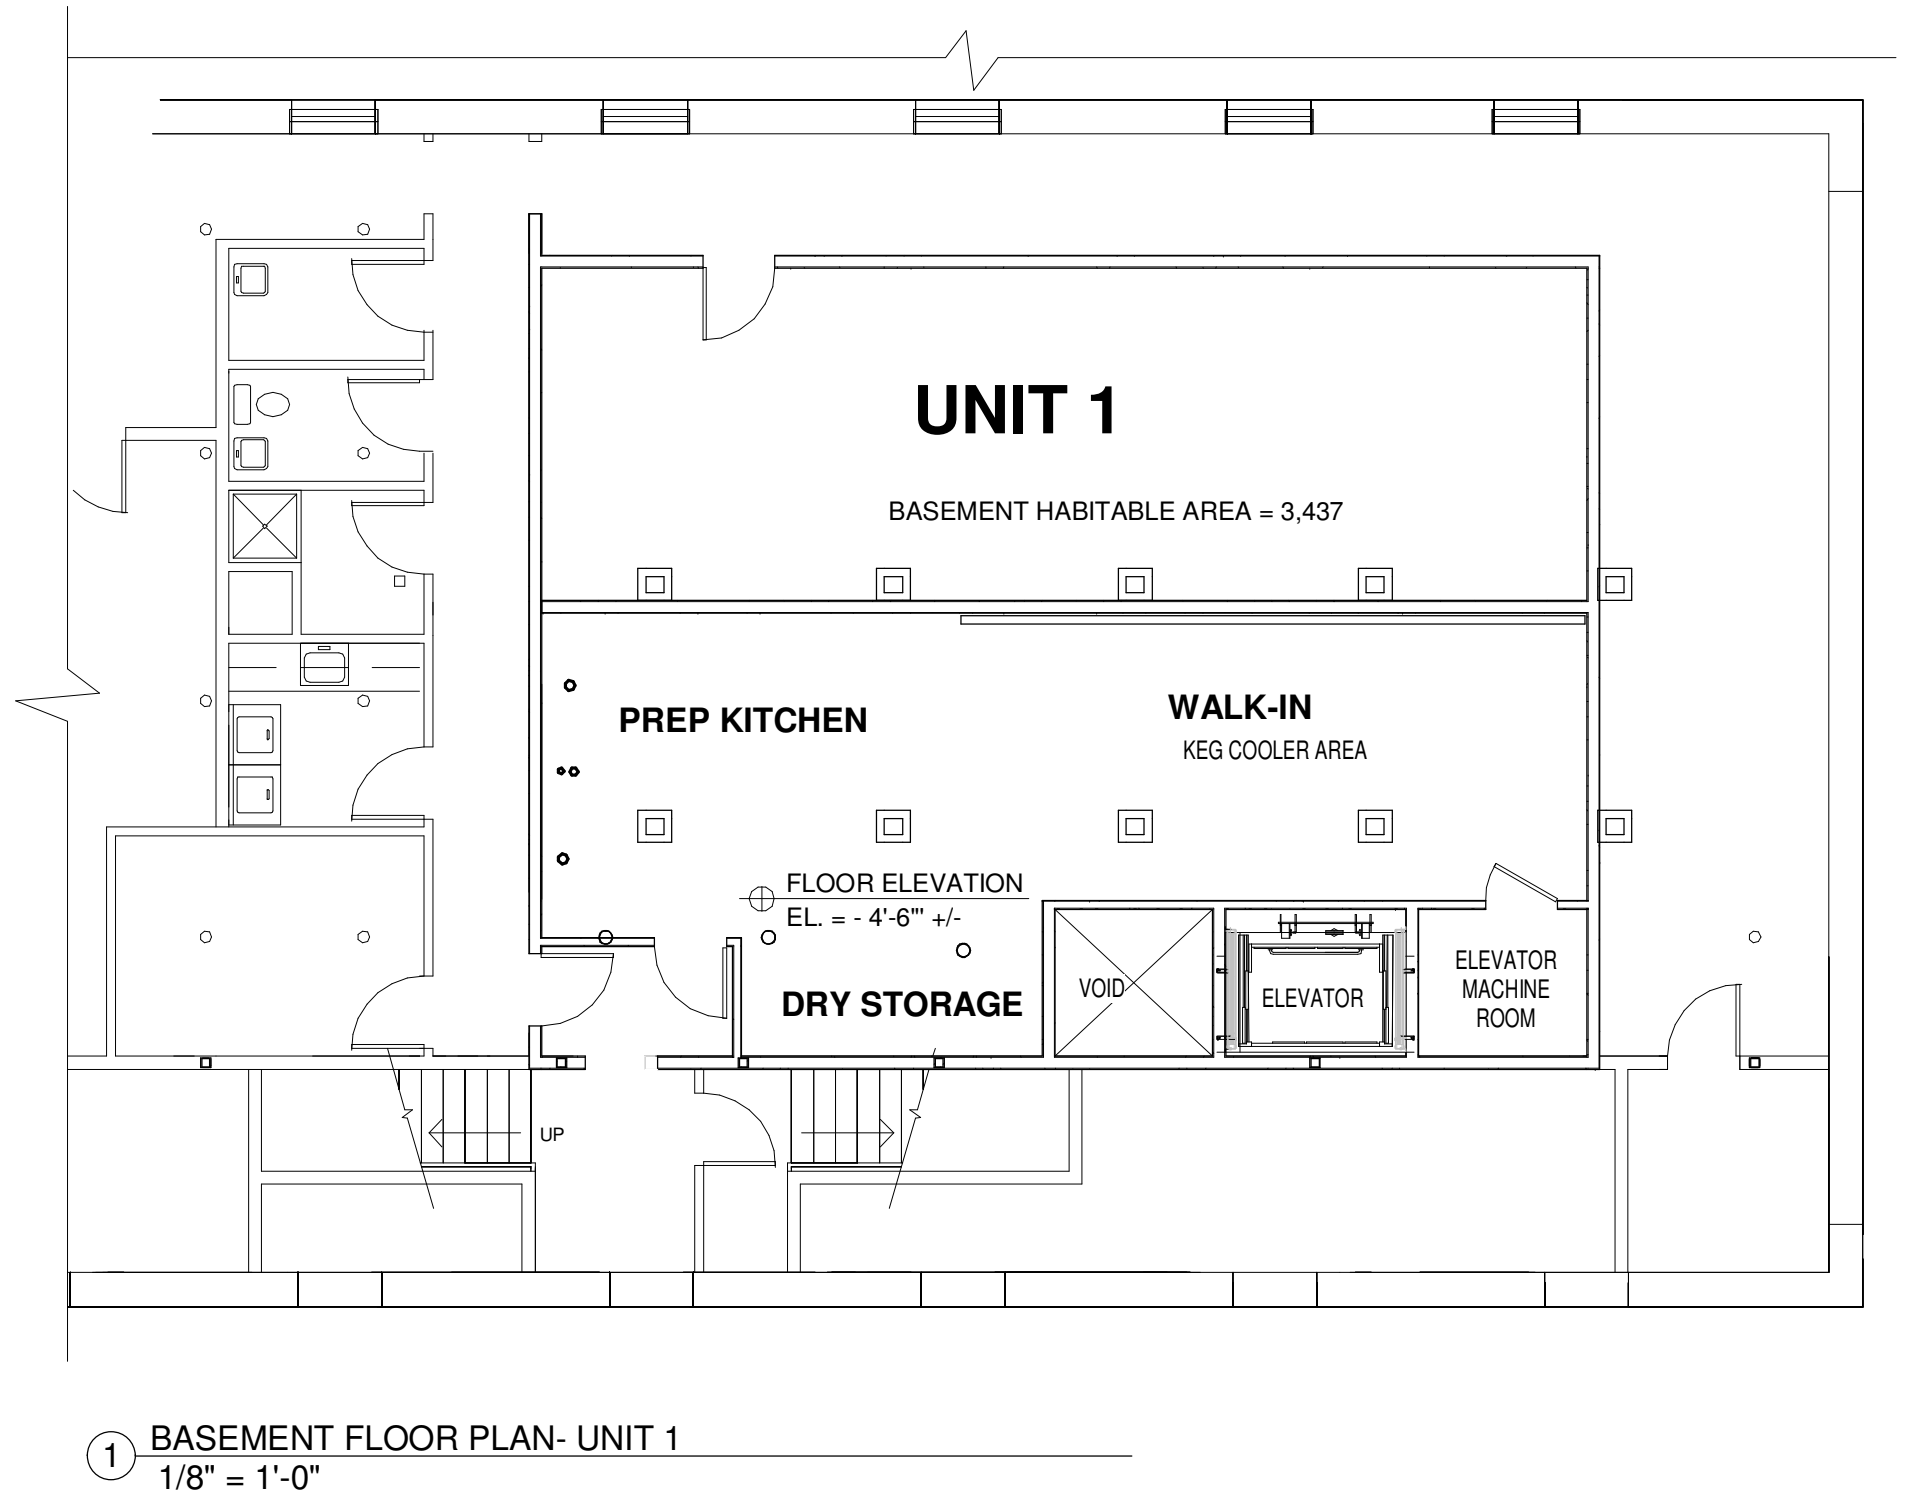 UNIT 1
BASEMENT HABITABLE AREA = 3,437
PREP KITCHEN
WALK-IN
KEG COOLER AREA
FLOOR ELEVATION
EL. = - 4'-6"' +/-
DRY STORAGE
VOID
ELEVATOR
ELEVATOR
MACHINE
ROOM
UP
1
BASEMENT FLOOR PLAN- UNIT 1
1/8" = 1'-0"